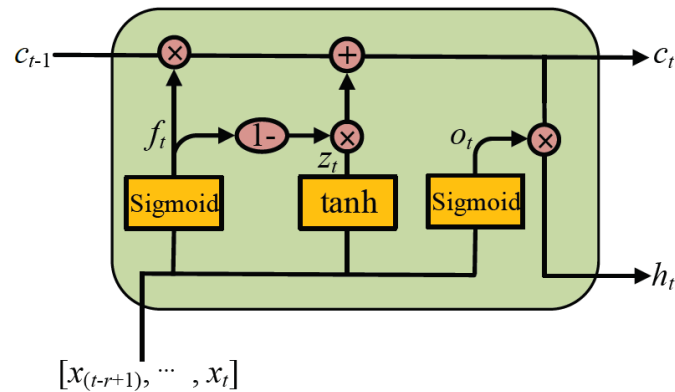 c_{t-1} × + c_t
f_t 1- × o_t ×
z_t
Sigmoid tanh Sigmoid
h_t
[x_{(t-r+1)}, ··· , x_t]